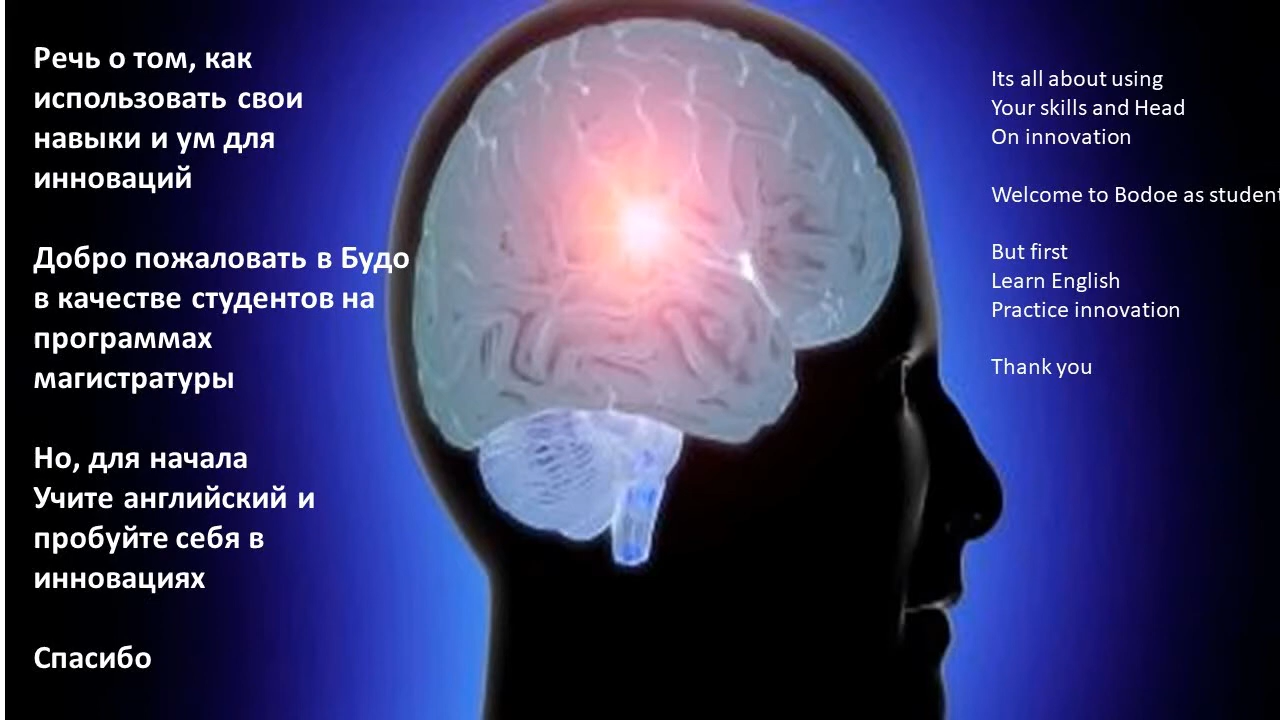 Речь о том, как
использовать свои
навыки и ум для
инноваций
Добро пожаловать в Будо
в качестве студентов на
программах
магистратуры
Но, для начала
Учите английский и
пробуйте себя в
инновациях
Спасибо
Its all about using
Your skills and Head
On innovation
Welcome to Bodoe as student
But first
Learn English
Practice innovation
Thank you